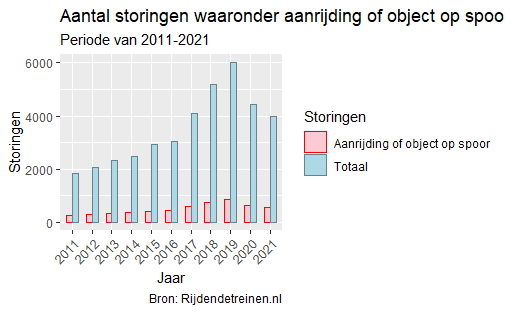 Aantal storingen waaronder aanrijding of object op spoo
Periode van 2011-2021
Storingen
6000
4000
2000
0
2011 2012 2013 2014 2015 2016 2017 2018 2019 2020 2021
Jaar
Bron: Rijdendetreinen.nl
Storingen
Aanrijding of object op spoor
Totaal